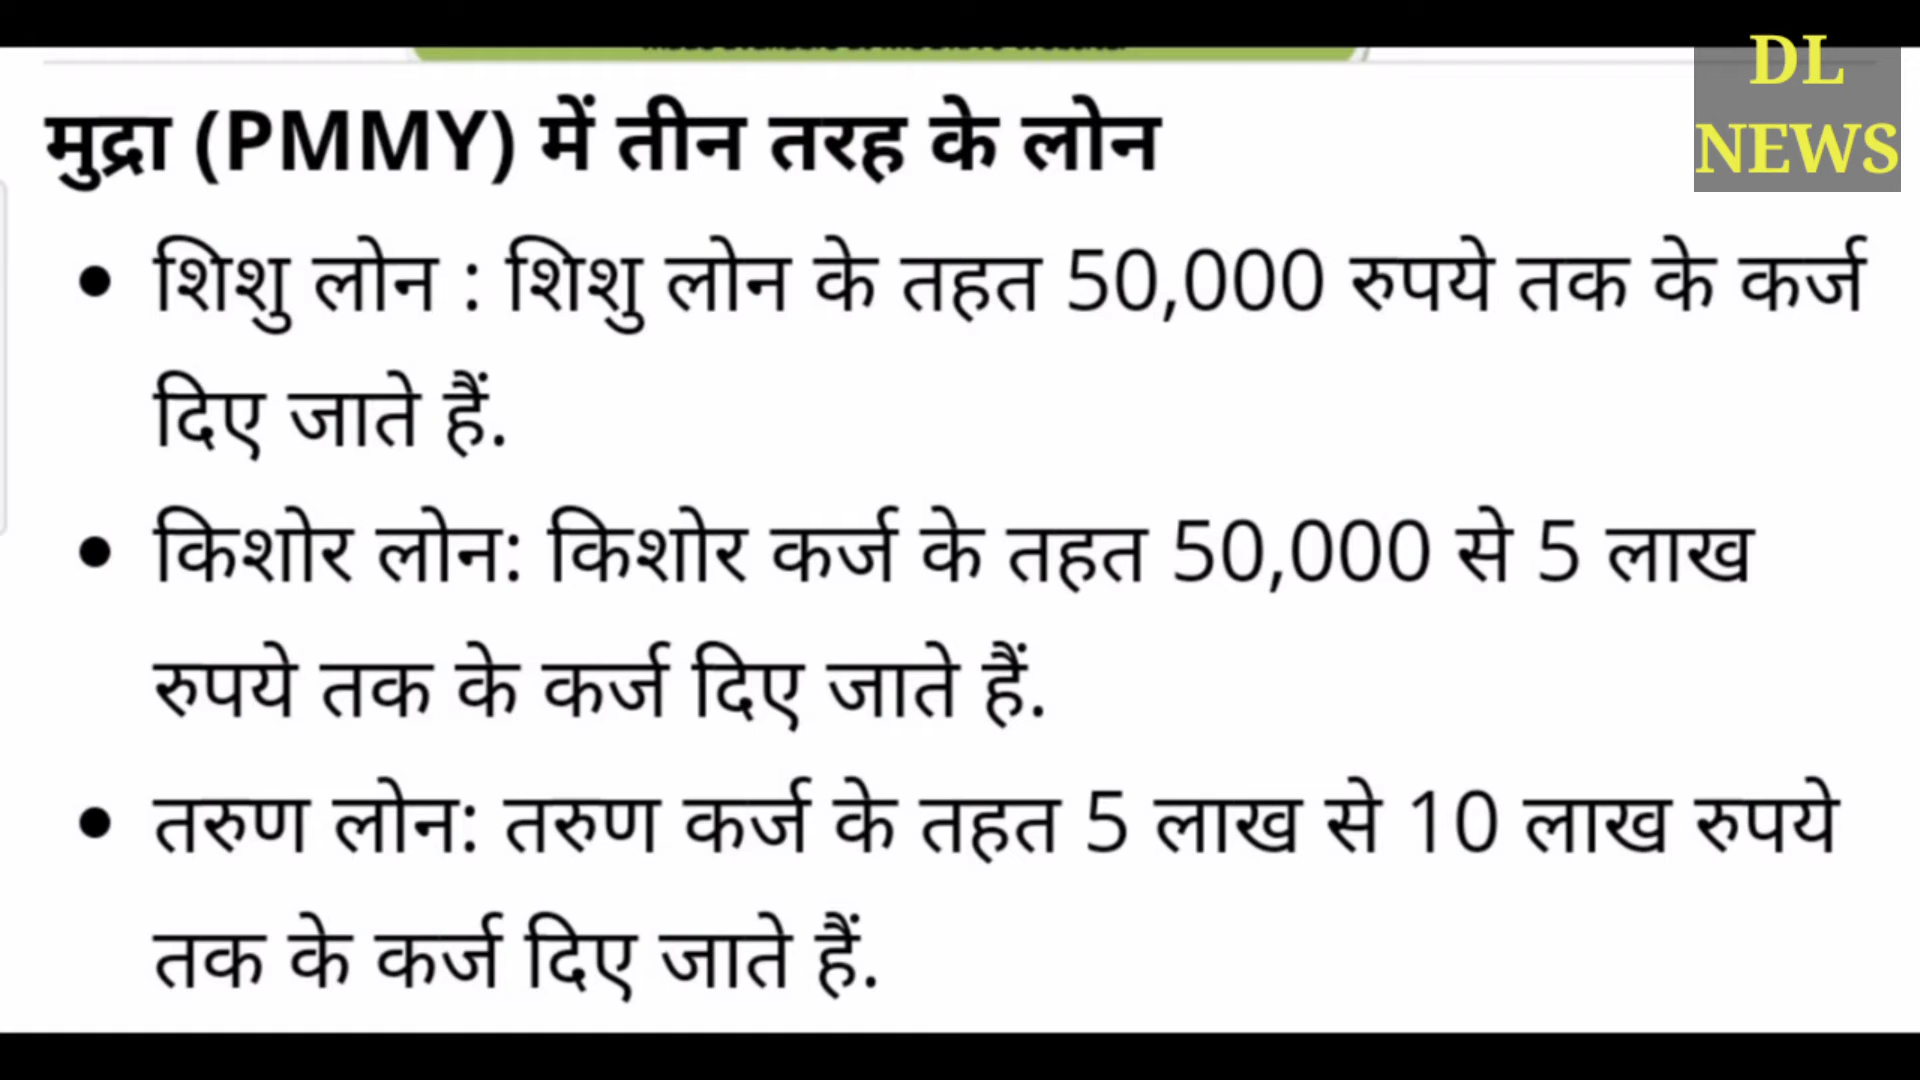 मुद्रा (PMMY) में तीन तरह के लोन
DL
NEWS
• शिशु लोन : शिशु लोन के तहत 50,000 रुपये तक के कर्ज
दिए जाते हैं.
• किशोर लोन: किशोर कर्ज के तहत 50,000 से 5 लाख
रुपये तक के कर्ज दिए जाते हैं.
• तरुण लोन: तरुण कर्ज के तहत 5 लाख से 10 लाख रुपये
तक के कर्ज दिए जाते हैं.